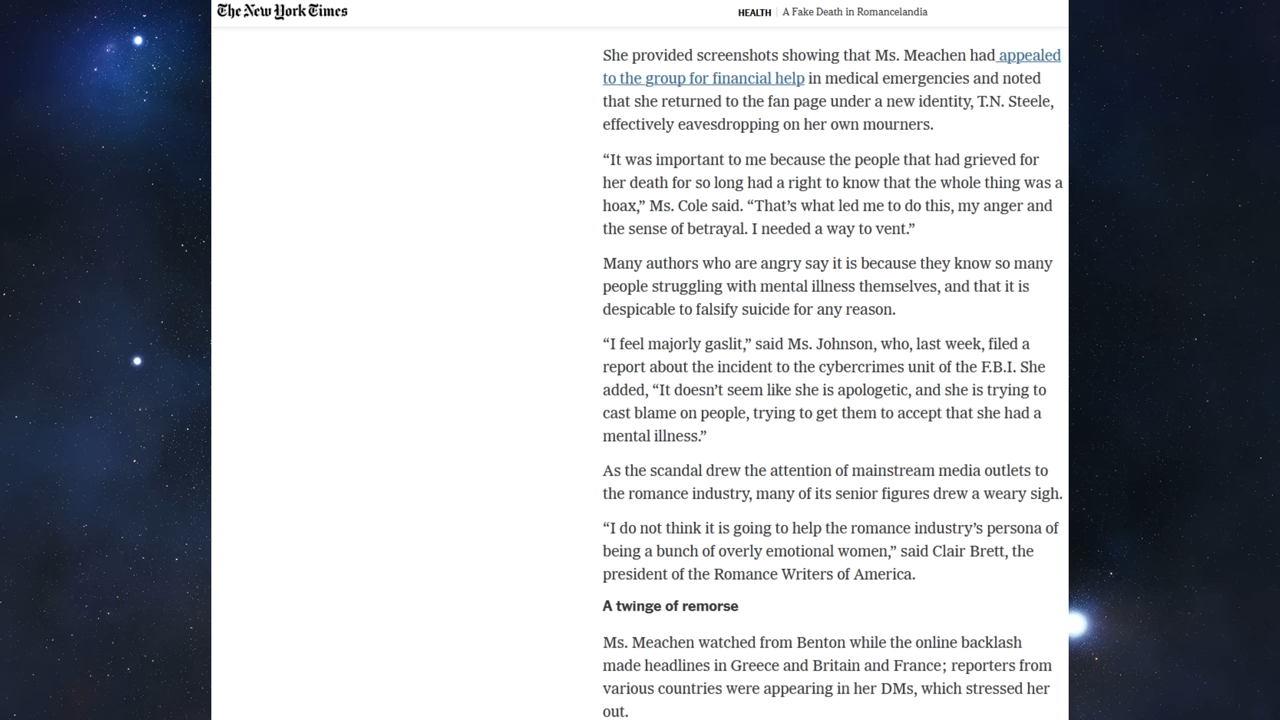 The New York Times
HEALTH | A Fake Death in Romancelandia
She provided screenshots showing that Ms. Meachen had appealed
to the group for financial help in medical emergencies and noted
that she returned to the fan page under a new identity, T.N. Steele,
effectively eavesdropping on her own mourners.
“It was important to me because the people that had grieved for
her death for so long had a right to know that the whole thing was a
hoax,” Ms. Cole said. “That’s what led me to do this, my anger and
the sense of betrayal. I needed a way to vent.”
Many authors who are angry say it is because they know so many
people struggling with mental illness themselves, and that it is
despicable to falsify suicide for any reason.
“I feel majorly gaslit,” said Ms. Johnson, who, last week, filed a
report about the incident to the cybercrimes unit of the F.B.I. She
added, “It doesn’t seem like she is apologetic, and she is trying to
cast blame on people, trying to get them to accept that she had a
mental illness.”
As the scandal drew the attention of mainstream media outlets to
the romance industry, many of its senior figures drew a weary sigh.
“I do not think it is going to help the romance industry’s persona of
being a bunch of overly emotional women,” said Clair Brett, the
president of the Romance Writers of America.
A twinge of remorse
Ms. Meachen watched from Benton while the online backlash
made headlines in Greece and Britain and France; reporters from
various countries were appearing in her DMs, which stressed her
out.